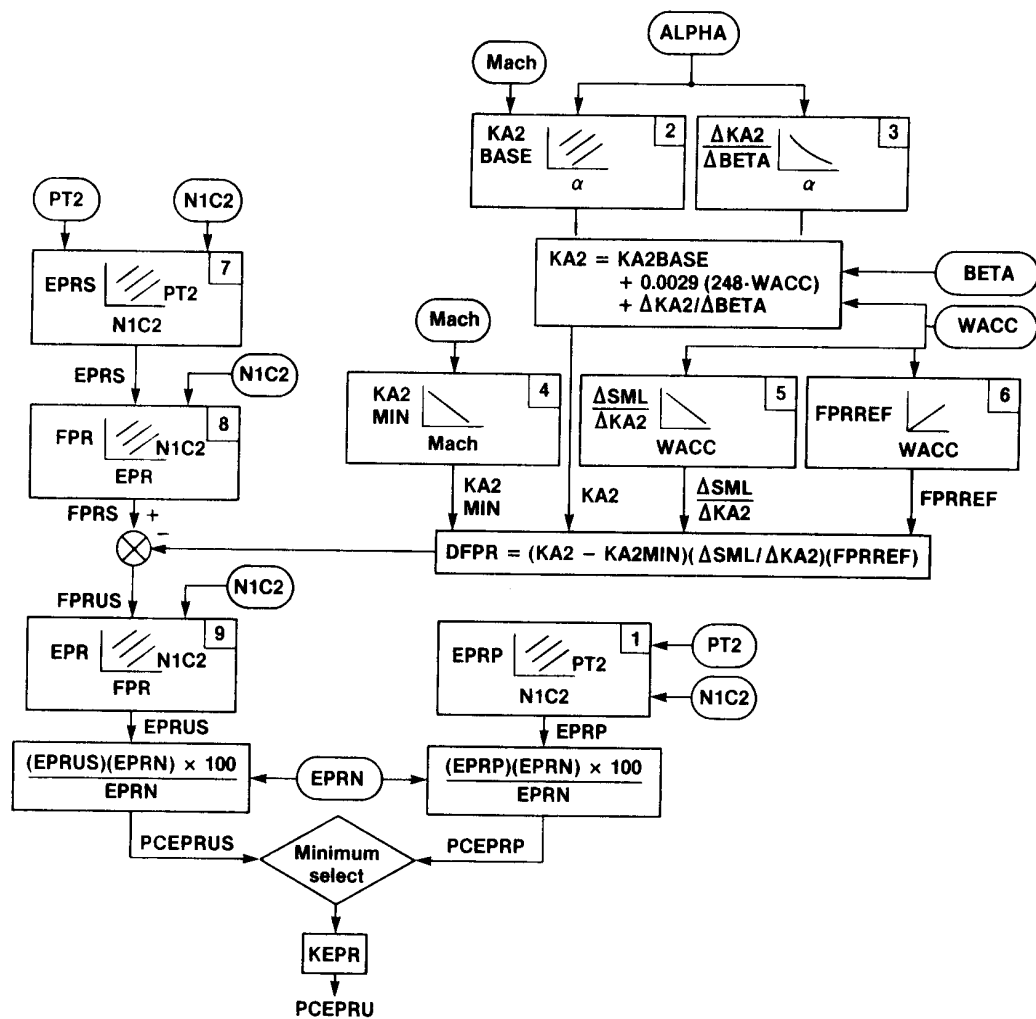 ALPHA
Mach
2
KA2
BASE
α
3
ΔKA2
ΔBETA
α
PT2
N1C2
7
EPRS
PT2
N1C2
KA2 = KA2BASE
+ 0.0029 (248-WACC)
+ ΔKA2/ΔBETA
BETA
WACC
Mach
EPRS
N1C2
8
FPR
N1C2
EPR
4
KA2
MIN
Mach
5
ΔSML
ΔKA2
WACC
6
FPRREF
WACC
FPRS
+
−
KA2
MIN
KA2
ΔSML
ΔKA2
FPRREF
DFPR = (KA2 − KA2MIN)(ΔSML/ΔKA2)(FPRREF)
FPRUS
N1C2
9
EPR
N1C2
FPR
1
EPRP
PT2
N1C2
PT2
N1C2
EPRUS
EPRP
(EPRUS)(EPRN) × 100
EPRN
EPRN
(EPRP)(EPRN) × 100
EPRN
PCEPRUS
Minimum
select
PCEPRP
KEPR
PCEPRU